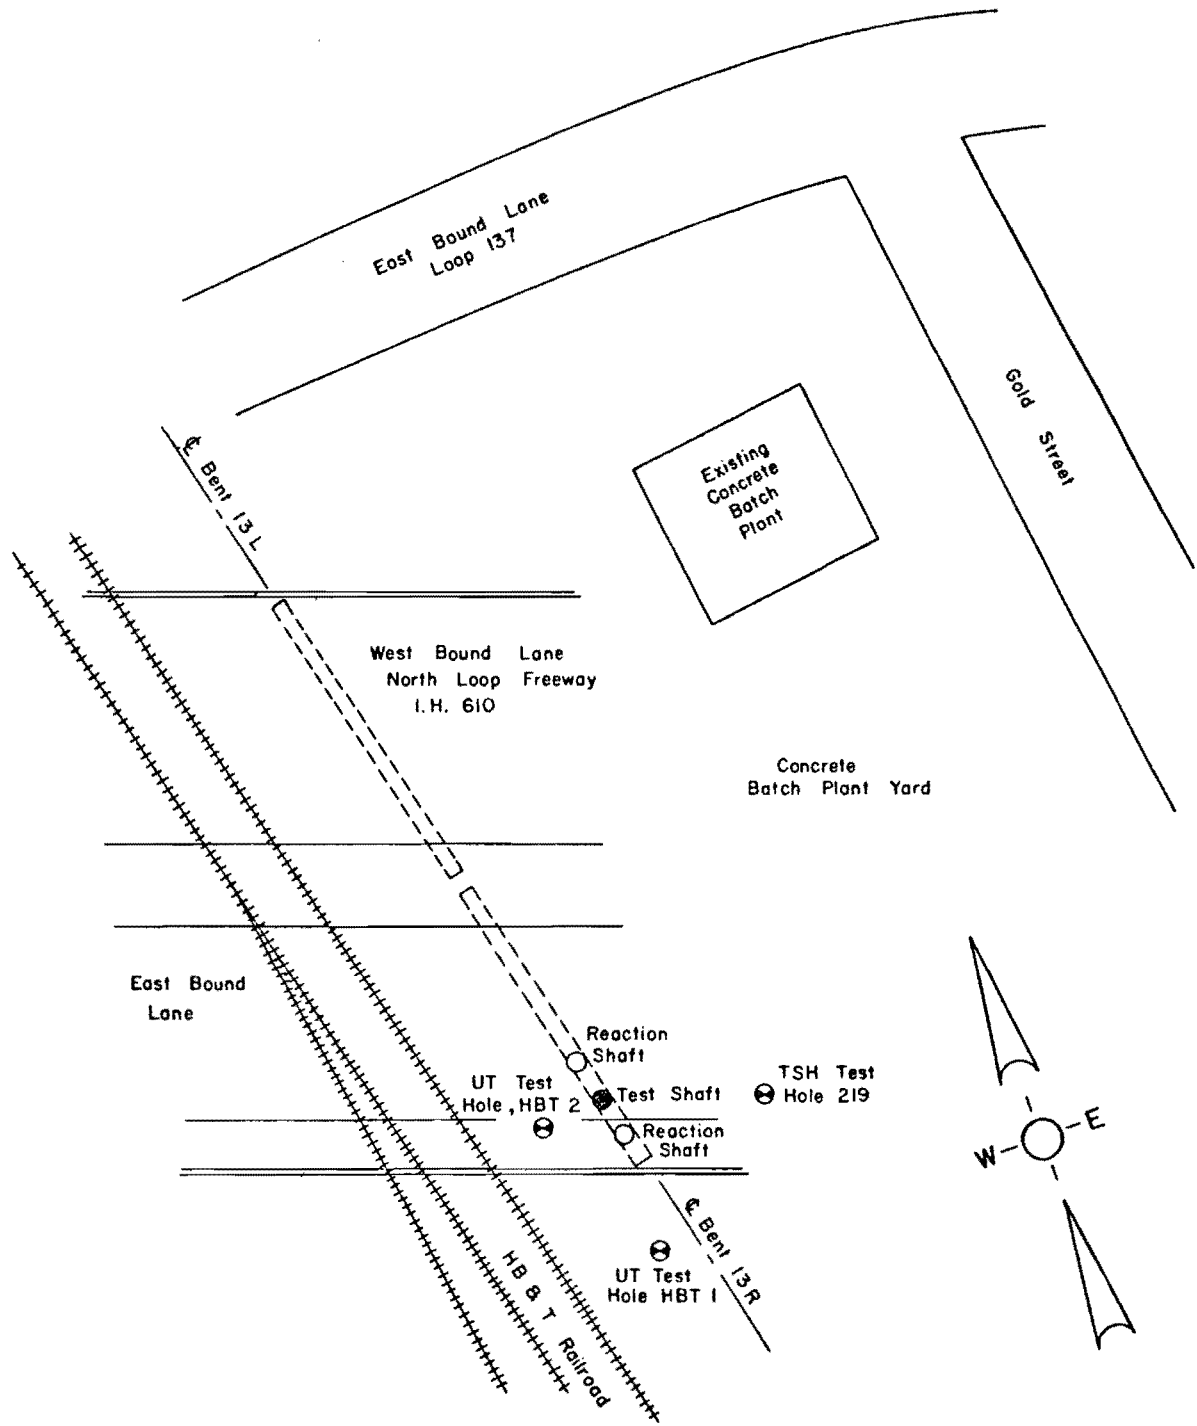 East Bound Lane
Loop 137
Gold Street
Existing
Concrete
Batch
Plant
℄ Bent 13L
West Bound Lane
North Loop Freeway
I.H. 610
Concrete
Batch Plant Yard
East Bound
Lane
Reaction
Shaft
UT Test
Hole, HBT 2
Test Shaft
TSH Test
Hole 219
Reaction
Shaft
W
E
℄ Bent 13R
UT Test
Hole HBT 1
HB & T Railroad